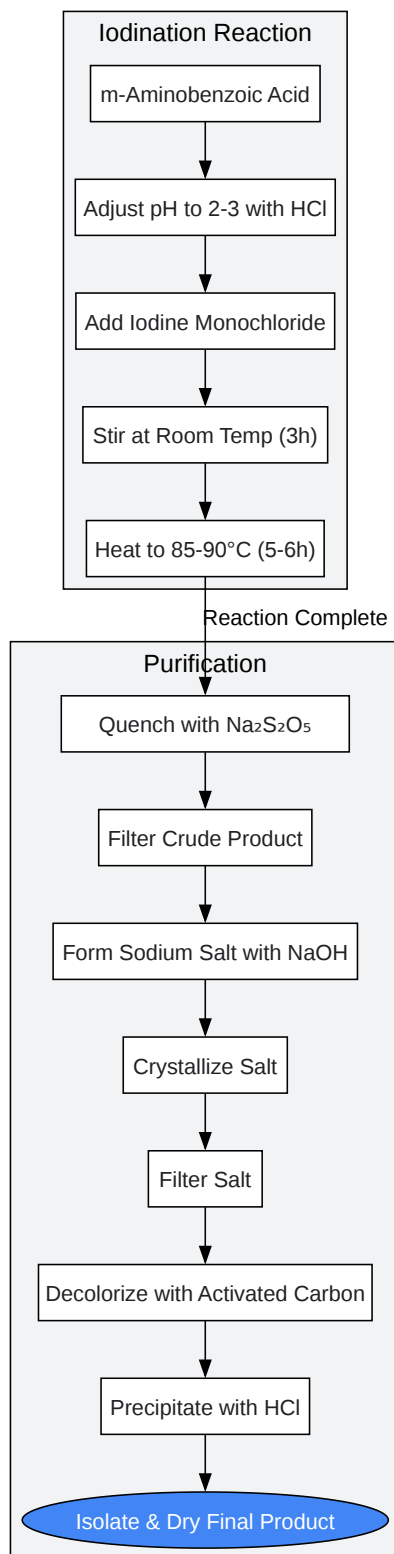 Iodination Reaction
m-Aminobenzoic Acid
Adjust pH to 2-3 with HCl
Add Iodine Monochloride
Stir at Room Temp (3h)
Heat to 85-90°C (5-6h)
Reaction Complete
Purification
Quench with Na₂S₂O₅
Filter Crude Product
Form Sodium Salt with NaOH
Crystallize Salt
Filter Salt
Decolorize with Activated Carbon
Precipitate with HCl
Isolate & Dry Final Product